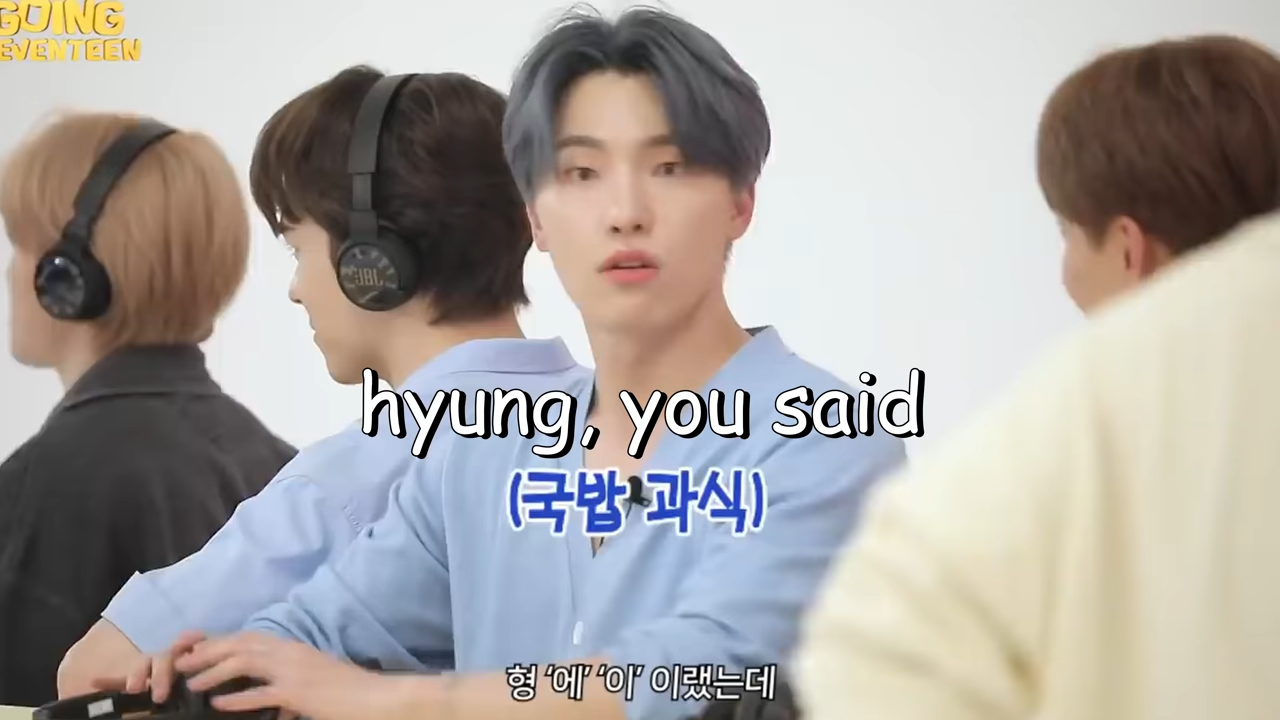 GOING
SEVENTEEN
JBL
hyung, you said
(국밥 과식)
형 '에' '이' 이랬는데